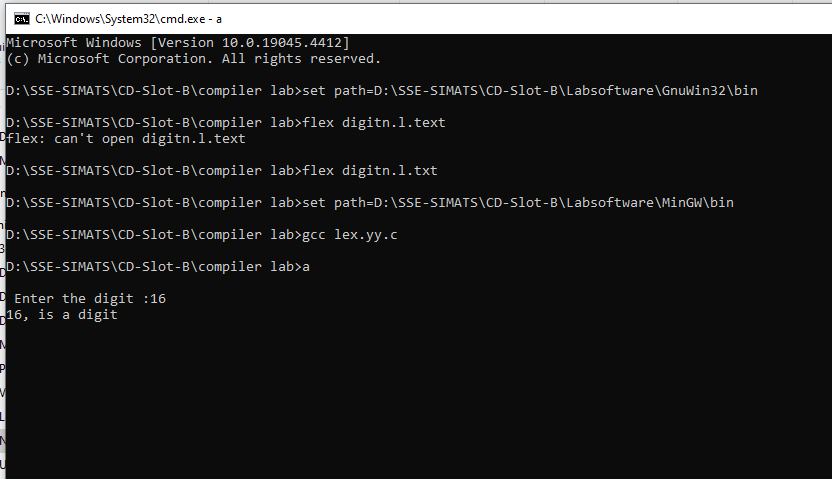 C:\Windows\System32\cmd.exe - a
Microsoft Windows [Version 10.0.19045.4412]
(c) Microsoft Corporation. All rights reserved.
D:\SSE-SIMATS\CD-Slot-B\compiler lab>set path=D:\SSE-SIMATS\CD-Slot-B\Labsoftware\GnuWin32\bin
D:\SSE-SIMATS\CD-Slot-B\compiler lab>flex digitn.l.text
flex: can't open digitn.l.text
D:\SSE-SIMATS\CD-Slot-B\compiler lab>flex digitn.l.txt
D:\SSE-SIMATS\CD-Slot-B\compiler lab>set path=D:\SSE-SIMATS\CD-Slot-B\Labsoftware\MinGW\bin
D:\SSE-SIMATS\CD-Slot-B\compiler lab>gcc lex.yy.c
D:\SSE-SIMATS\CD-Slot-B\compiler lab>a
Enter the digit :16
16, is a digit